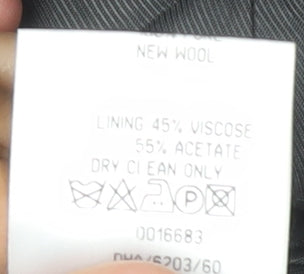 NEW WOOL
LINING 45% VISCOSE
55% ACETATE
DRY CLEAN ONLY
P
0016683